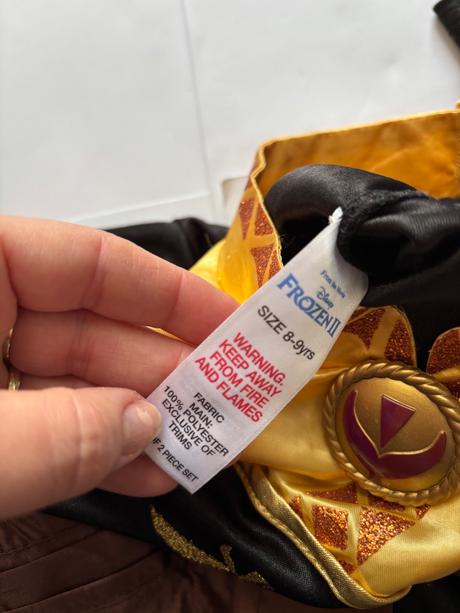 From the Movie
Disney
FROZEN II
SIZE 8-9yrs
WARNING.
KEEP AWAY
FROM FIRE
AND FLAMES
FABRIC
MAIN:
100% POLYESTER
EXCLUSIVE OF
TRIMS
OF 2 PIECE SET